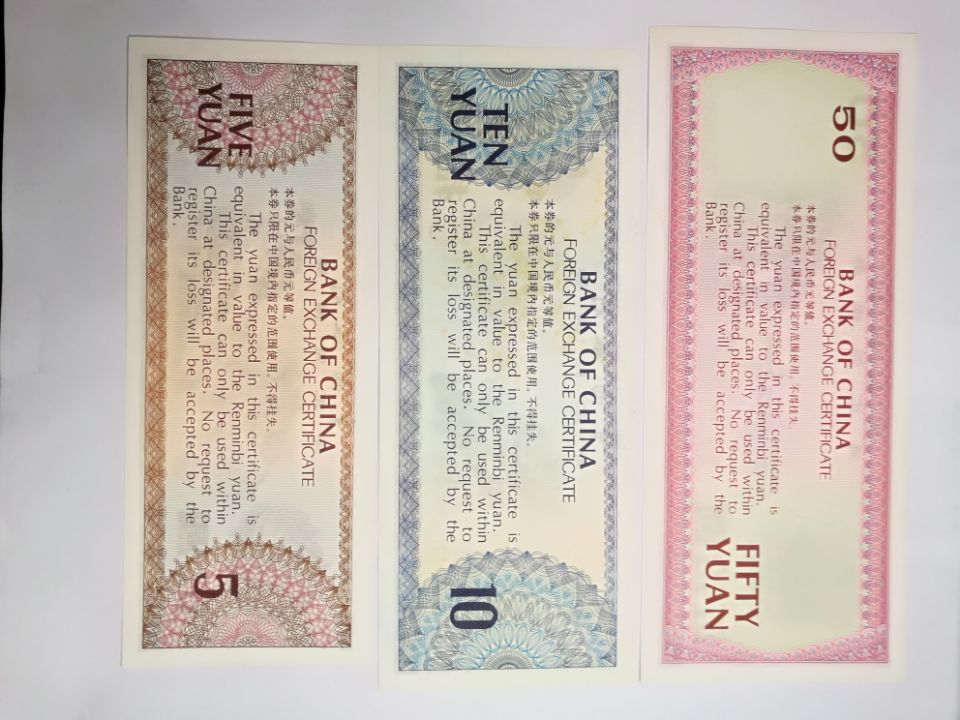 BANK OF CHINA
FOREIGN EXCHANGE CERTIFICATE
FIVE
YUAN
本券的元与人民币元等值。
本券只限在中国境内指定的范围使用。不得挂失。
The yuan expressed in this certificate is
equivalent in value to the Renminbi yuan.
This certificate can only be used within
China at designated places. No request to
register its loss will be accepted by the
Bank.
5
BANK OF CHINA
FOREIGN EXCHANGE CERTIFICATE
TEN
YUAN
本券的元与人民币元等值。
本券只限在中国境内指定的范围使用。不得挂失。
The yuan expressed in this certificate is
equivalent in value to the Renminbi yuan.
This certificate can only be used within
China at designated places. No request to
register its loss will be accepted by the
Bank.
10
50
BANK OF CHINA
FOREIGN EXCHANGE CERTIFICATE
本券的元与人民币元等值。
本券只限在中国境内指定的范围使用。不得挂失.
The yuan expressed in this certificate is
equivalent in value to the Renminbi yuan.
This certificate can only be used within
China at designated places. No request to
register its loss will be accepted by the
Bank.
FIFTY
YUAN